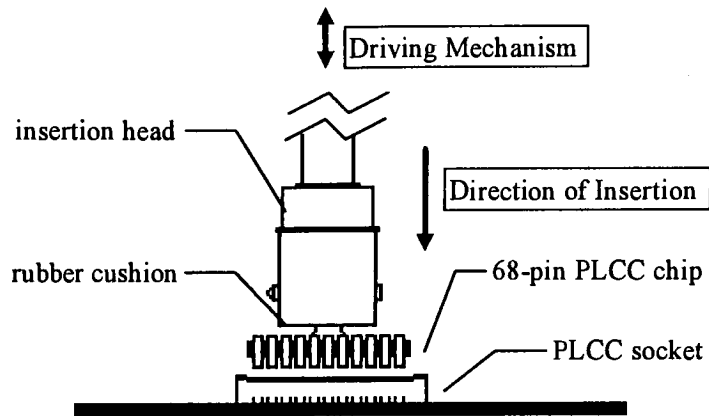 Driving Mechanism
insertion head
Direction of Insertion
rubber cushion
68-pin PLCC chip
PLCC socket